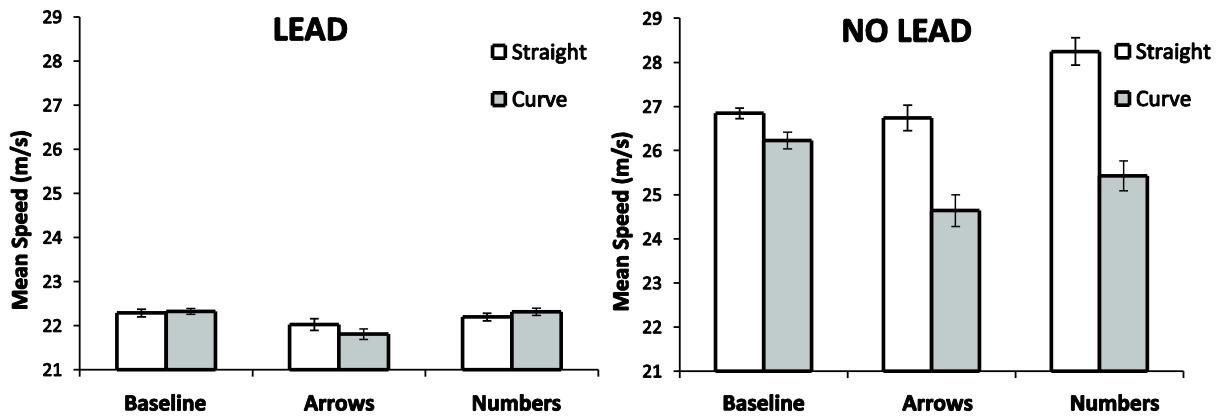 LEAD
Mean Speed (m/s)
29
28
27
26
25
24
23
22
21
Straight
Curve
Baseline Arrows Numbers
NO LEAD
Mean Speed (m/s)
29
28
27
26
25
24
23
22
21
Straight
Curve
Baseline Arrows Numbers